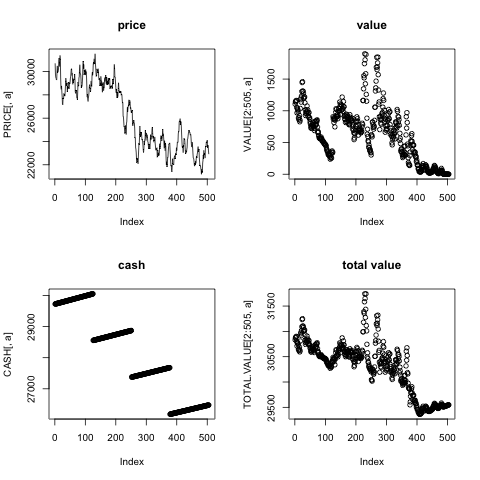 price
PRICE[, a]
22000
24000
26000
30000
0 100 200 300 400 500
Index
value
VALUE[2:505, a]
0
500
1000
1500
0 100 200 300 400 500
Index
cash
CASH[, a]
27000
29000
0 100 200 300 400 500
Index
total value
TOTAL.VALUE[2:505, a]
29500
30500
31500
0 100 200 300 400 500
Index